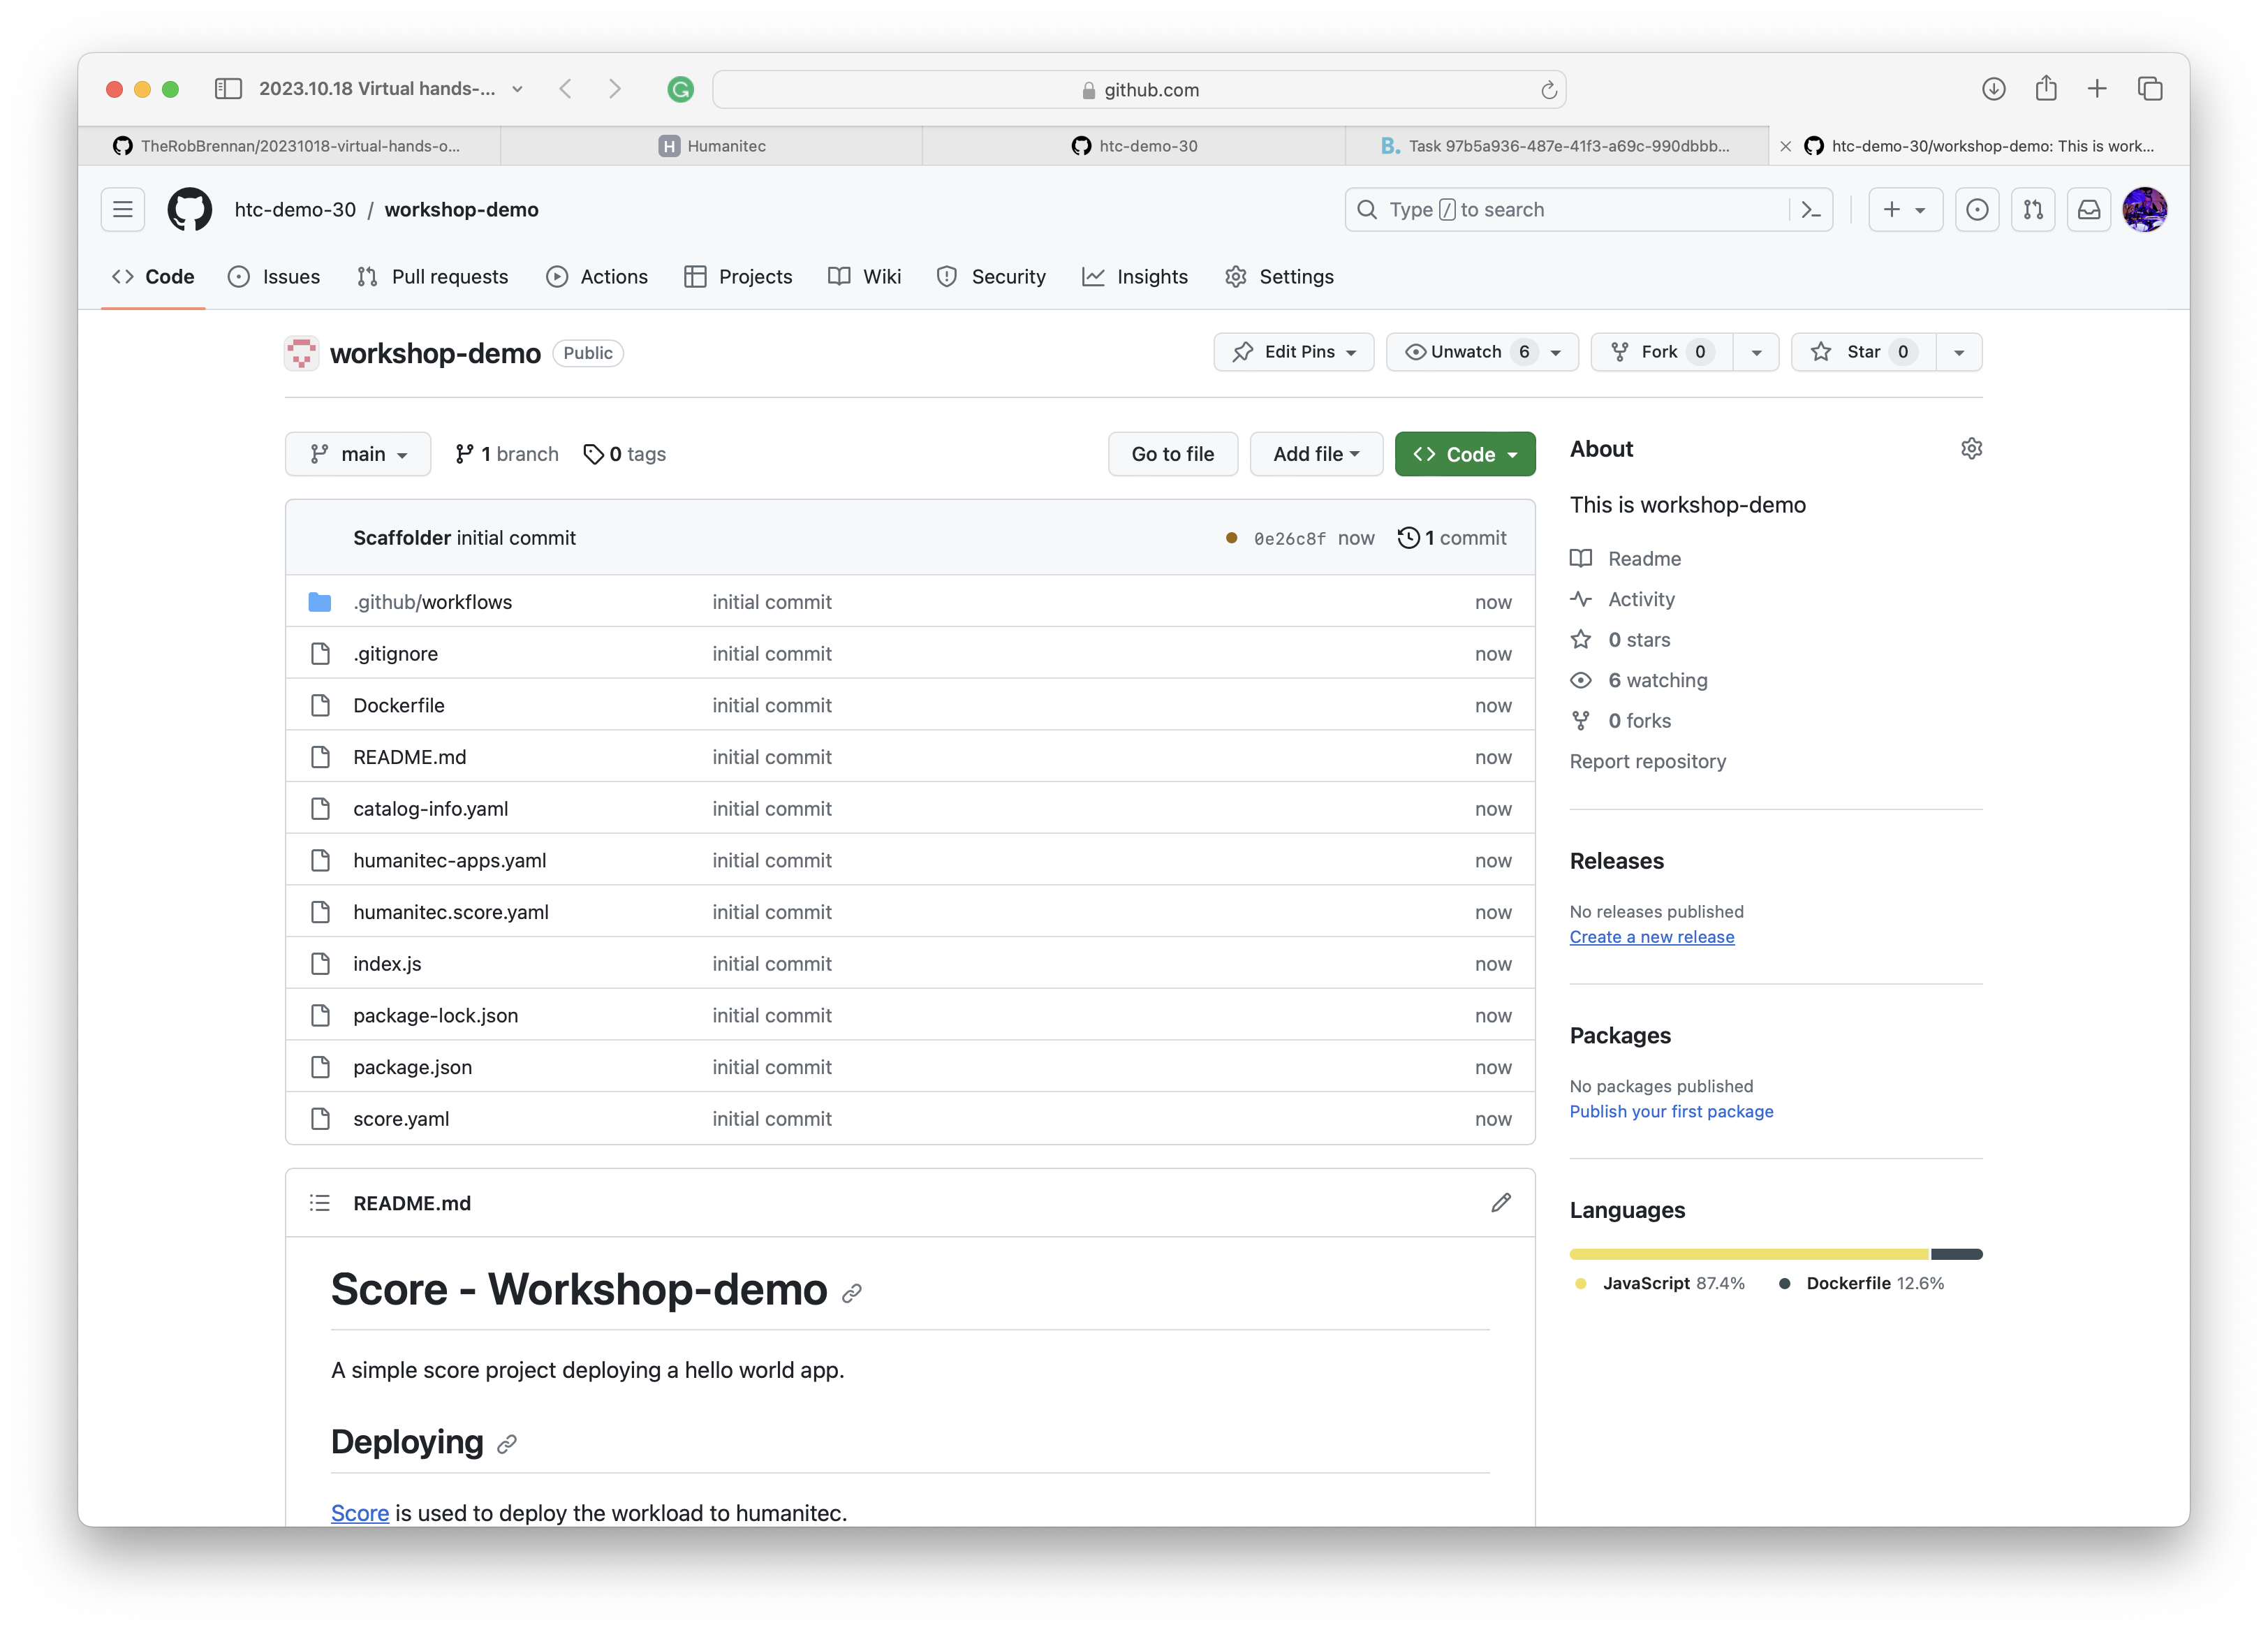 2023.10.18 Virtual hands-...
github.com
TheRobBrennan/20231018-virtual-hands-o...
H Humanitec
htc-demo-30
B. Task 97b5a936-487e-41f3-a69c-990dbbb...
htc-demo-30/workshop-demo: This is work...
htc-demo-30 / workshop-demo
Type / to search
Code
Issues
Pull requests
Actions
Projects
Wiki
Security
Insights
Settings
workshop-demo Public
Edit Pins
Unwatch 6
Fork 0
Star 0
main
1 branch
0 tags
Go to file
Add file
Code
Scaffolder initial commit
0e26c8f now
1 commit
.github/workflows initial commit now
.gitignore initial commit now
Dockerfile initial commit now
README.md initial commit now
catalog-info.yaml initial commit now
humanitec-apps.yaml initial commit now
humanitec.score.yaml initial commit now
index.js initial commit now
package-lock.json initial commit now
package.json initial commit now
score.yaml initial commit now
README.md
Score - Workshop-demo
A simple score project deploying a hello world app.
Deploying
Score is used to deploy the workload to humanitec.
About
This is workshop-demo
Readme
Activity
0 stars
6 watching
0 forks
Report repository
Releases
No releases published
Create a new release
Packages
No packages published
Publish your first package
Languages
JavaScript 87.4%
Dockerfile 12.6%